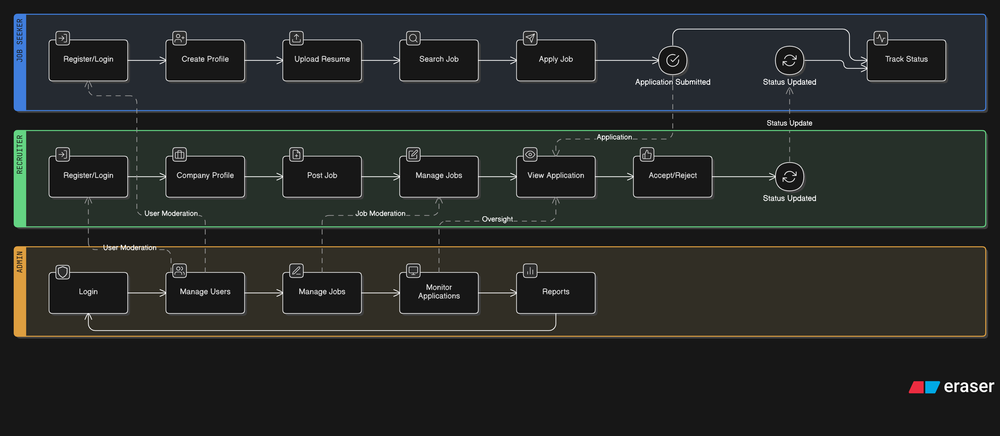 JOB SEEKER
Register/Login
Create Profile
Upload Resume
Search Job
Apply Job
Application Submitted
Status Updated
Track Status
Status Update
RECRUITER
Application
Register/Login
Company Profile
Post Job
Manage Jobs
View Application
Accept/Reject
Status Updated
User Moderation
Job Moderation
Oversight
User Moderation
ADMIN
Login
Manage Users
Manage Jobs
Monitor
Applications
Reports
eraser